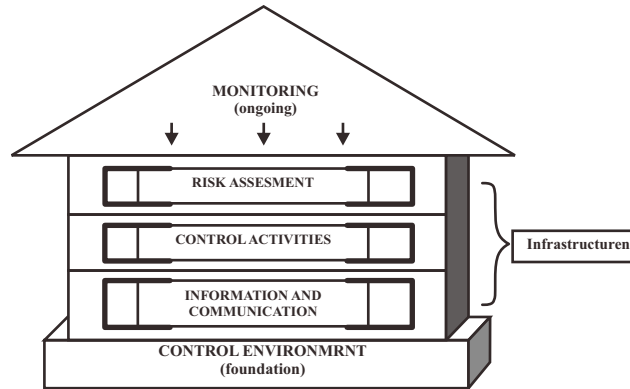 MONITORING
(ongoing)
RISK ASSESMENT
CONTROL ACTIVITIES
Infrastructuren
INFORMATION AND
COMMUNICATION
CONTROL ENVIRONMRNT
(foundation)